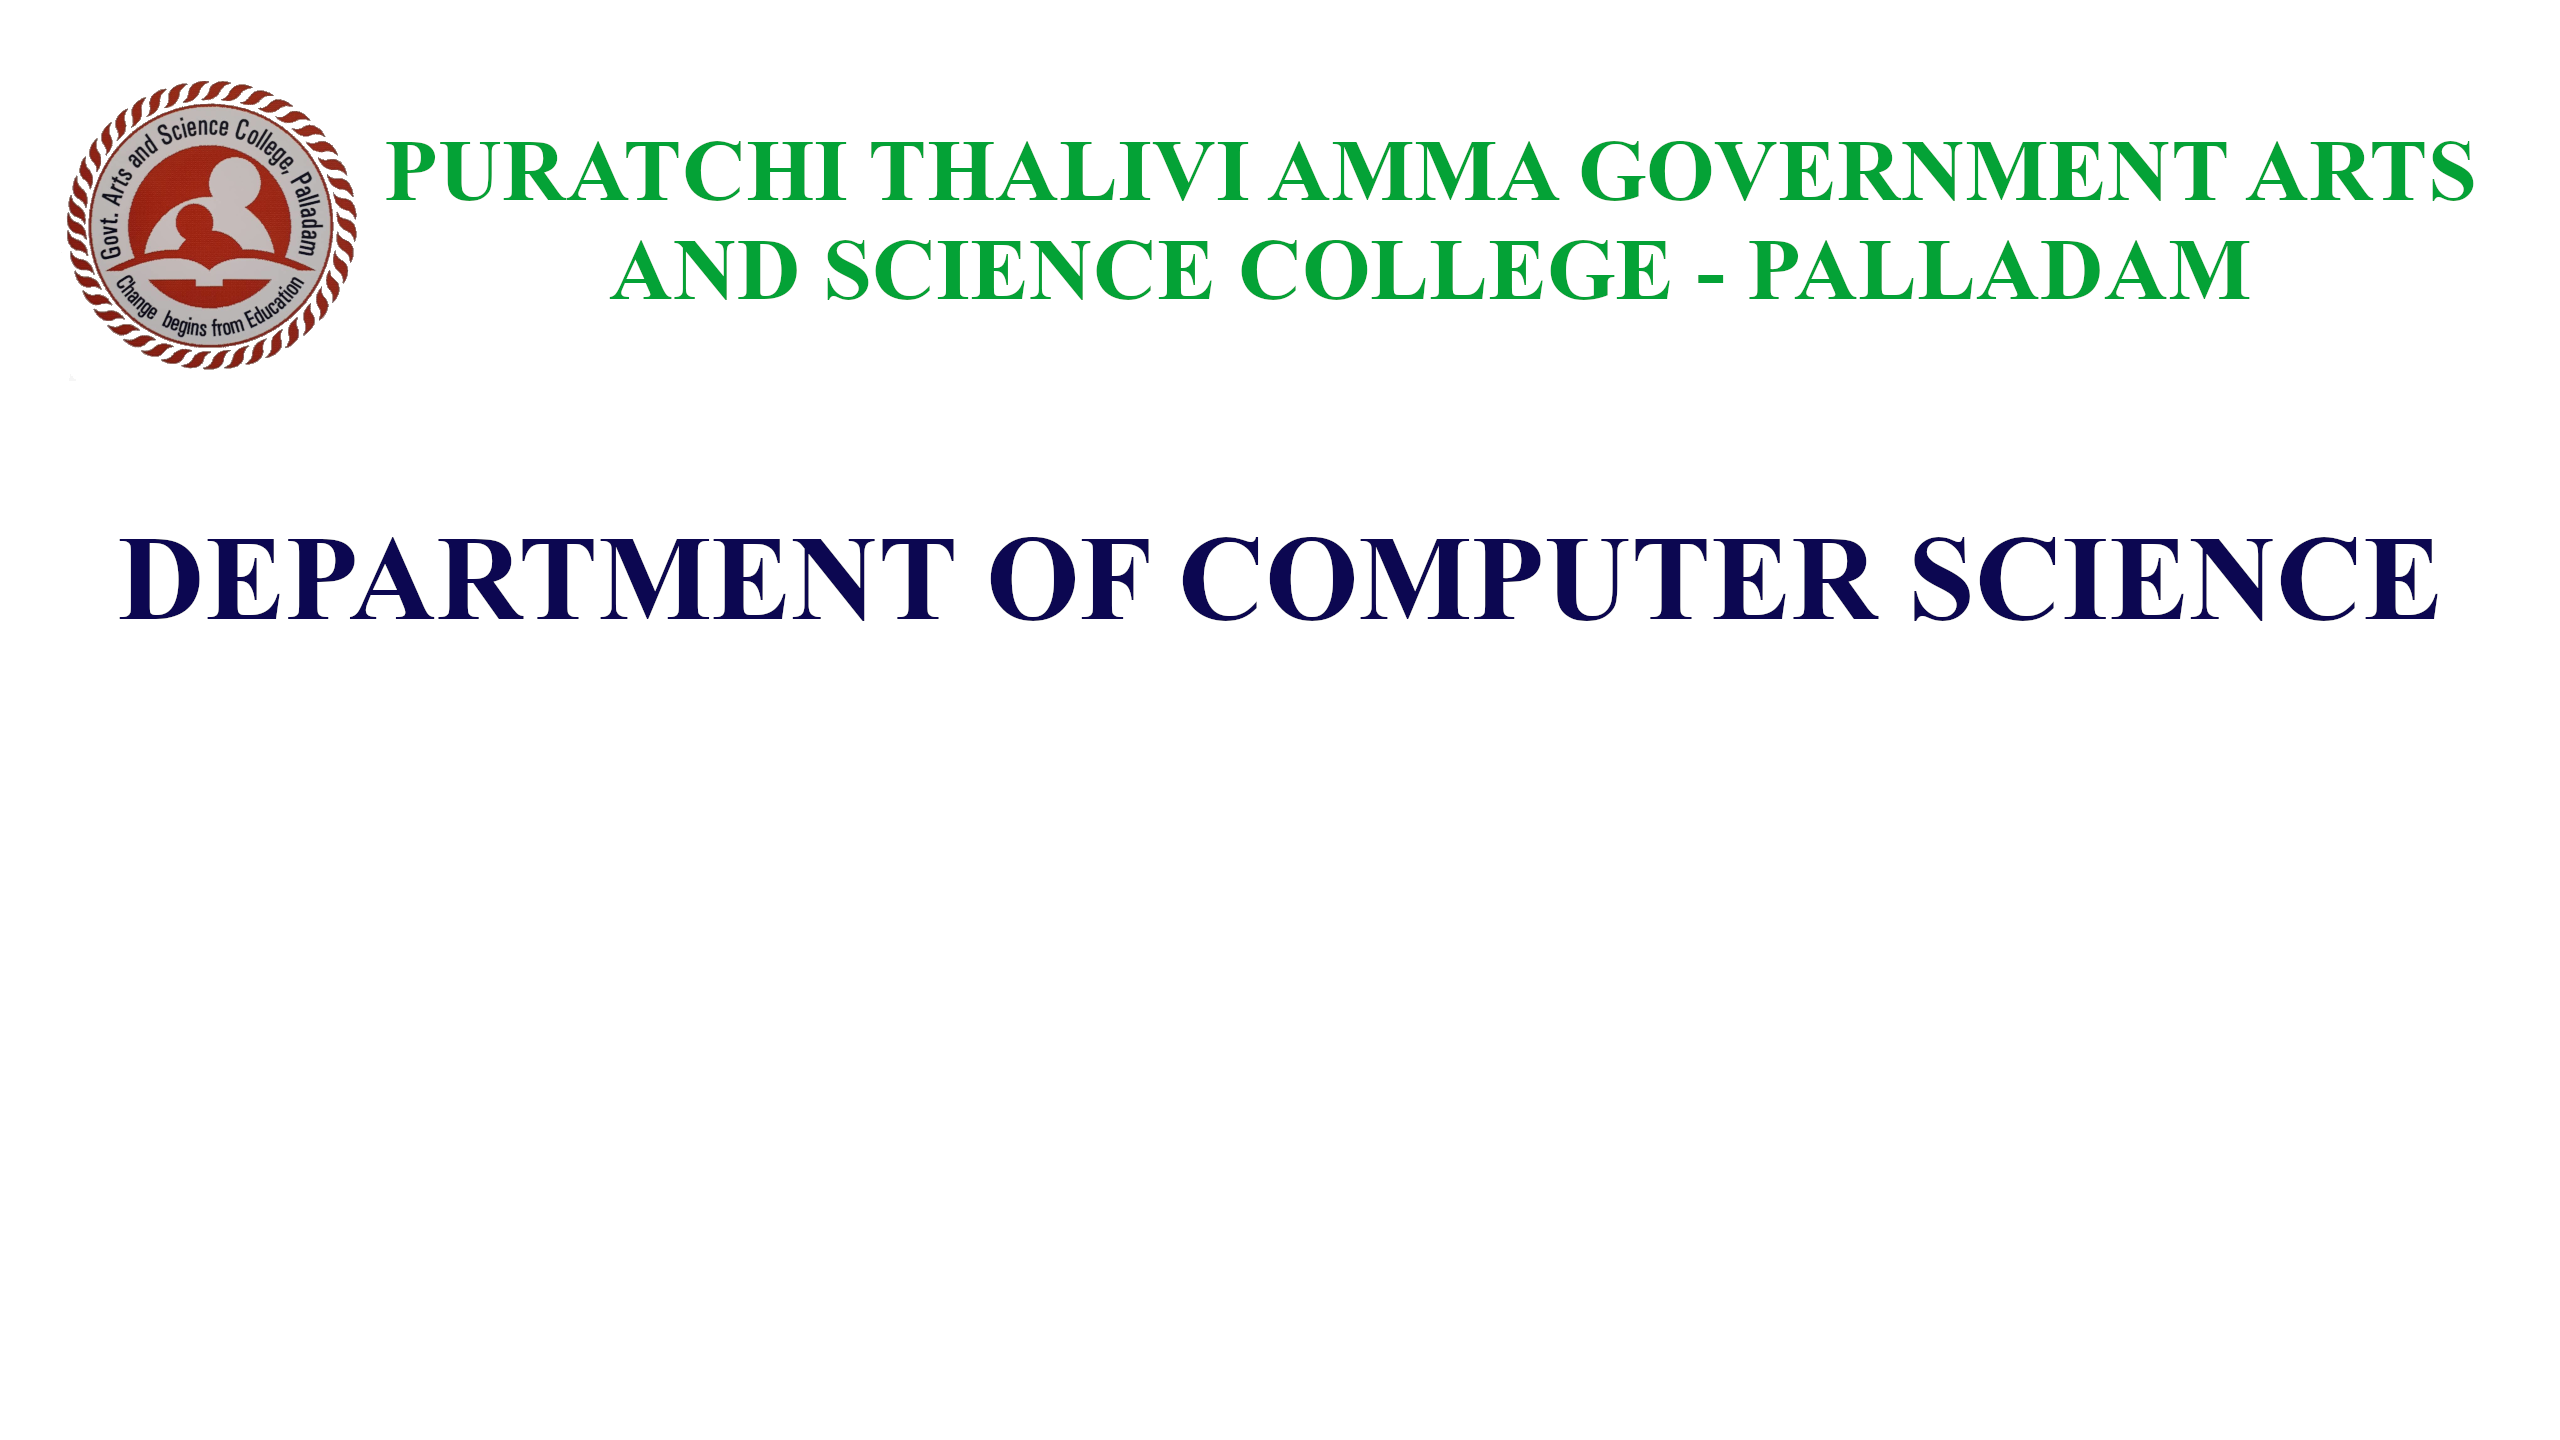 Govt. Arts and Science College, Palladam
Change begins from Education
PURATCHI THALIVI AMMA GOVERNMENT ARTS
AND SCIENCE COLLEGE - PALLADAM
DEPARTMENT OF COMPUTER SCIENCE